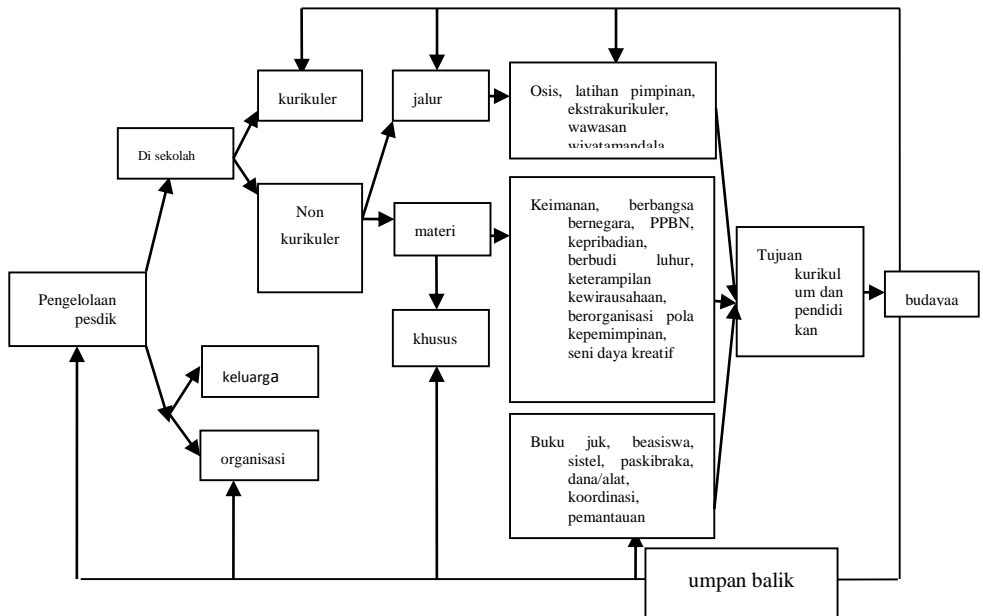 kurikuler
jalur
Osis, latihan pimpinan,
ekstrakurikuler,
wawasan
wiyatamandala
Di sekolah
Non
kurikuler
materi
Keimanan, berbangsa
bernegara, PPBN,
kepribadian,
berbudi luhur,
keterampilan
kewirausahaan,
berorganisasi pola
kepemimpinan,
seni daya kreatif
Tujuan
kurikul
um dan
pendidi
kan
budayaa
Pengelolaan
pesdik
khusus
keluarga
organisasi
Buku juk, beasiswa,
sistel, paskibraka,
dana/alat,
koordinasi,
pemantauan
umpan balik